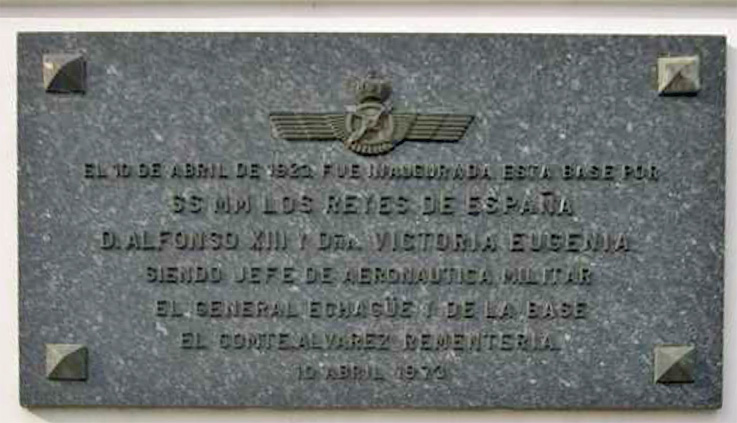 EL 10 DE ABRIL DE 1923 FUE INAUGURADA ESTA BASE POR
SS MM LOS REYES DE ESPAÑA
D. ALFONSO XIII Y Dña. VICTORIA EUGENIA
SIENDO JEFE DE AERONAUTICA MILITAR
EL GENERAL ECHAGÜE Y DE LA BASE
EL COMTE. ALVAREZ REMENTERIA
10 ABRIL 1973